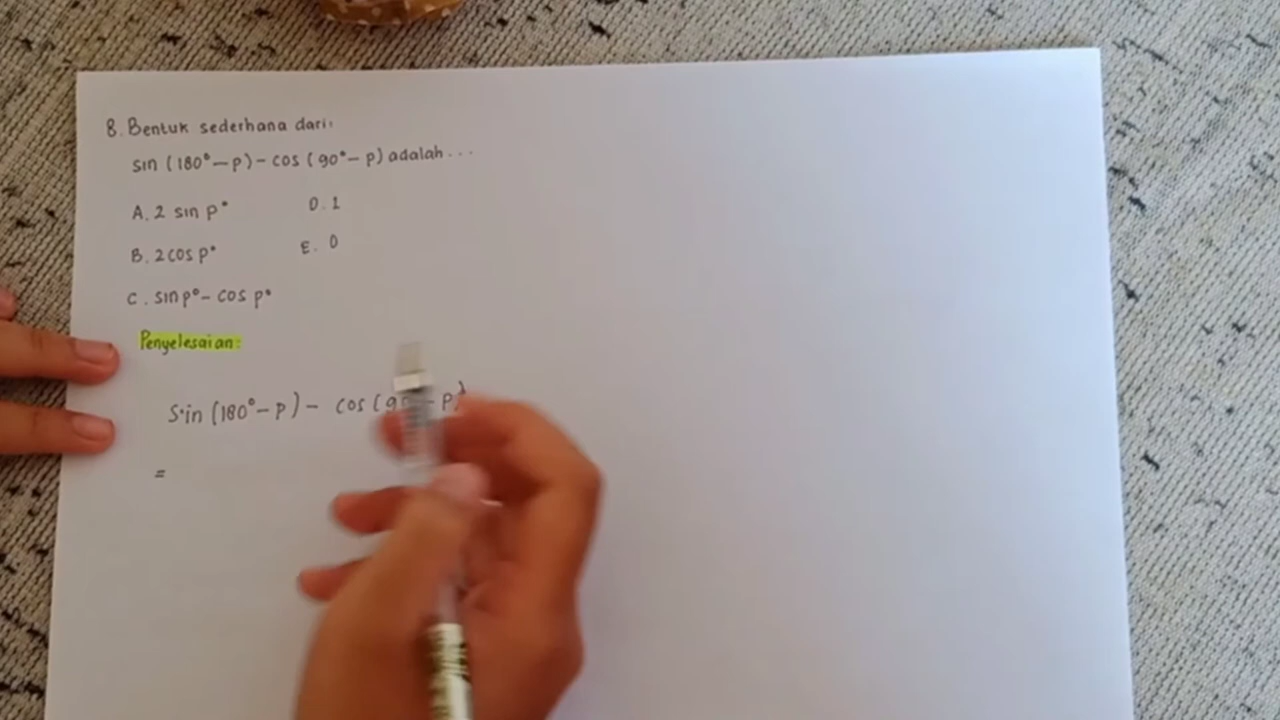 8. Bentuk sederhana dari:
sin (180° – p) – cos (90° – p) adalah ...
A. 2 sin p° D. 1
B. 2 cos p° E. 0
C. sin p° – cos p°
Penyelesaian:
Sin (180° – p) – cos (90 – p)
=